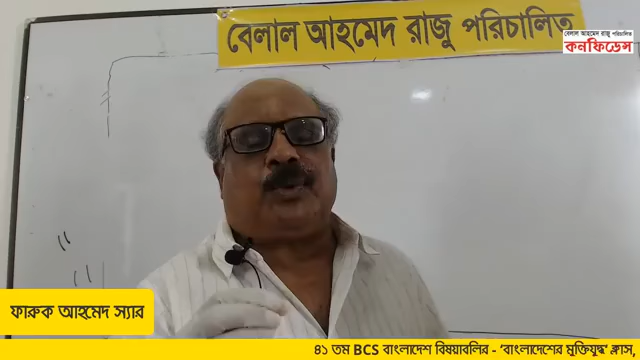 বেলাল আহমেদ রাজু পরিচালিত
বেলাল আহমেদ রাজু পরিচালিত
কনফিডেন্স
ফারুক আহমেদ স্যার
৪১ তম BCS বাংলাদেশ বিষয়াবলির - ‘বাংলাদেশের মুক্তিযুদ্ধ’ ক্লাস,